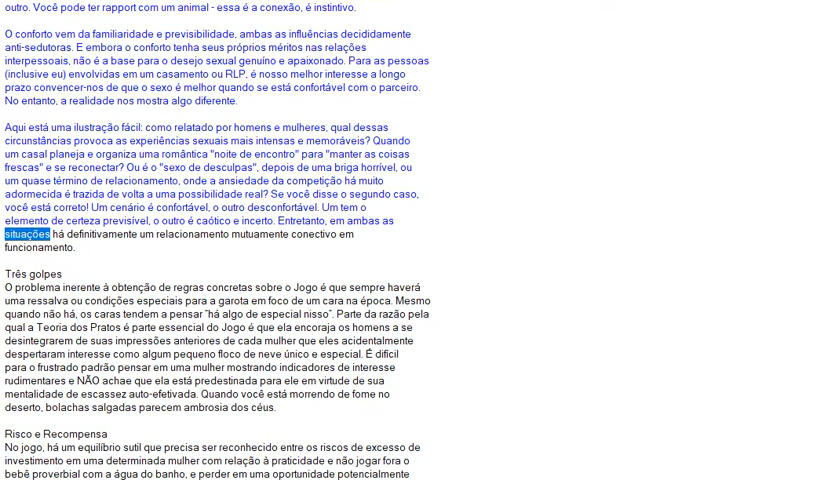 outro. Você pode ter rapport com um animal - essa é a conexão, é instintivo.
O conforto vem da familiaridade e previsibilidade, ambas as influências decididamente
anti-sedutoras. E embora o conforto tenha seus próprios méritos nas relações
interpessoais, não é a base para o desejo sexual genuíno e apaixonado. Para as pessoas
(inclusive eu) envolvidas em um casamento ou RLP, é nosso melhor interesse a longo
prazo convencer-nos de que o sexo é melhor quando se está confortável com o parceiro.
No entanto, a realidade nos mostra algo diferente.
Aqui está uma ilustração fácil: como relatado por homens e mulheres, qual dessas
circunstâncias provoca as experiências sexuais mais intensas e memoráveis? Quando
um casal planeja e organiza uma romântica "noite de encontro" para "manter as coisas
frescas" e se reconectar? Ou é o "sexo de desculpas", depois de uma briga horrível, ou
um quase término de relacionamento, onde a ansiedade da competição há muito
adormecida é trazida de volta a uma possibilidade real? Se você disse o segundo caso,
você está correto! Um cenário é confortável, o outro desconfortável. Um tem o
elemento de certeza previsível, o outro é caótico e incerto. Entretanto, em ambas as
situações há definitivamente um relacionamento mutuamente conectivo em
funcionamento.
Três golpes
O problema inerente à obtenção de regras concretas sobre o Jogo é que sempre haverá
uma ressalva ou condições especiais para a garota em foco de um cara na época. Mesmo
quando não há, os caras tendem a pensar "há algo de especial nisso". Parte da razão pela
qual a Teoria dos Pratos é parte essencial do Jogo é que ela encoraja os homens a se
desintegrarem de suas impressões anteriores de cada mulher que eles acidentalmente
despertaram interesse como algum pequeno floco de neve único e especial. É difícil
para o frustrado padrão pensar em uma mulher mostrando indicadores de interesse
rudimentares e NÃO achae que ela está predestinada para ele em virtude de sua
mentalidade de escassez auto-efetivada. Quando você está morrendo de fome no
deserto, bolachas salgadas parecem ambrosia dos céus.
Risco e Recompensa
No jogo, há um equilíbrio sutil que precisa ser reconhecido entre os riscos de excesso de
investimento em uma determinada mulher com relação à praticidade e não jogar fora o
bebê proverbial com a água do banho, e perder em uma oportunidade potencialmente